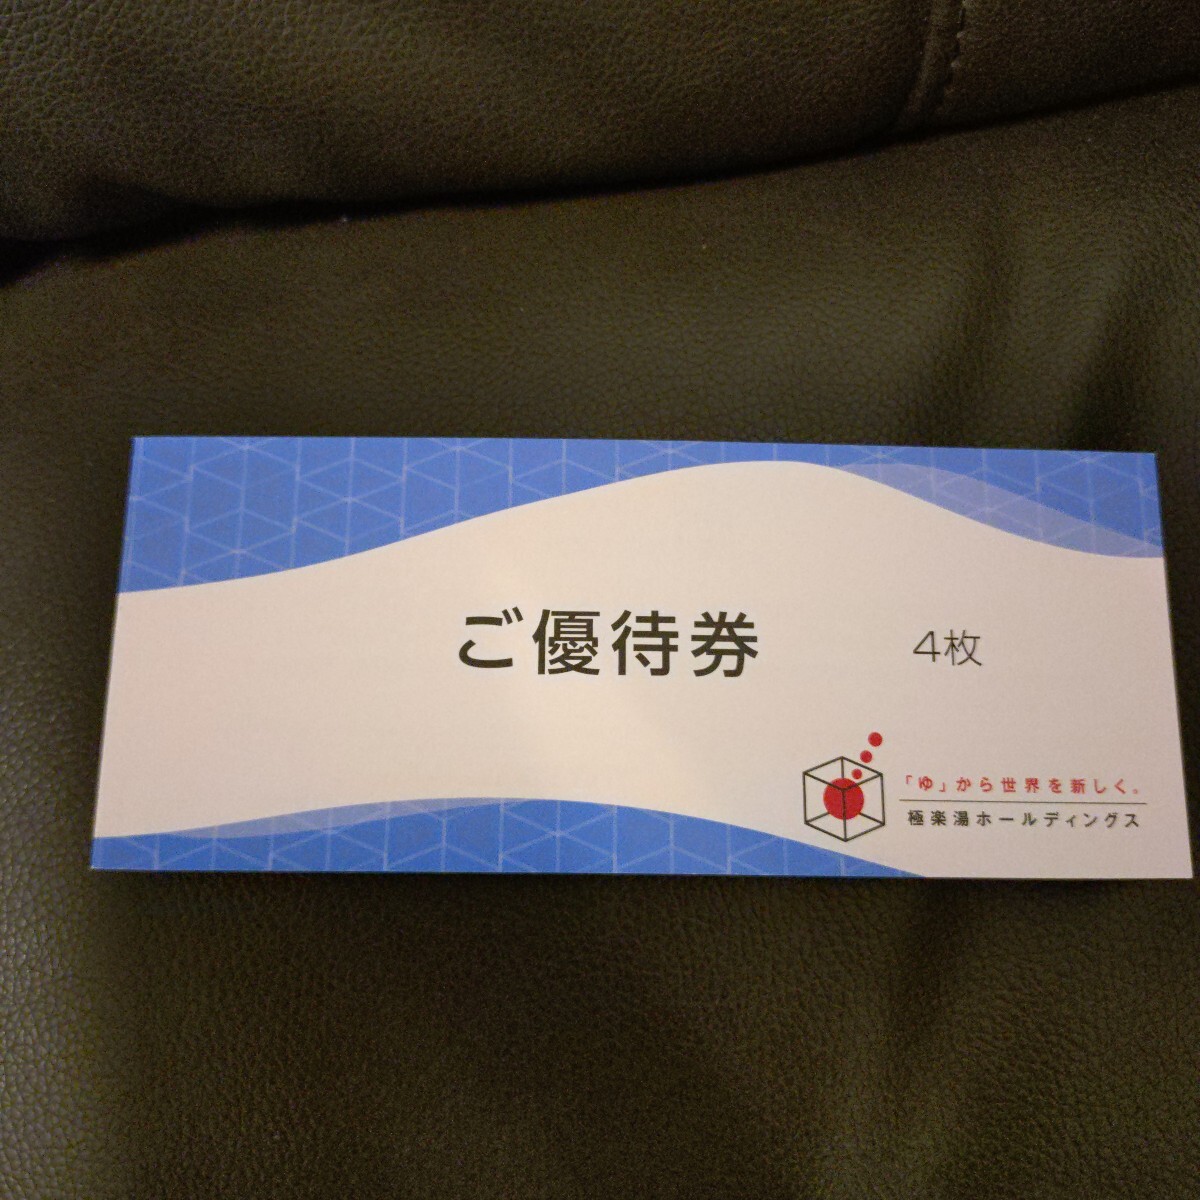 ご優待券
4枚
「ゆ」から世界を新しく。
極楽湯ホールディングス